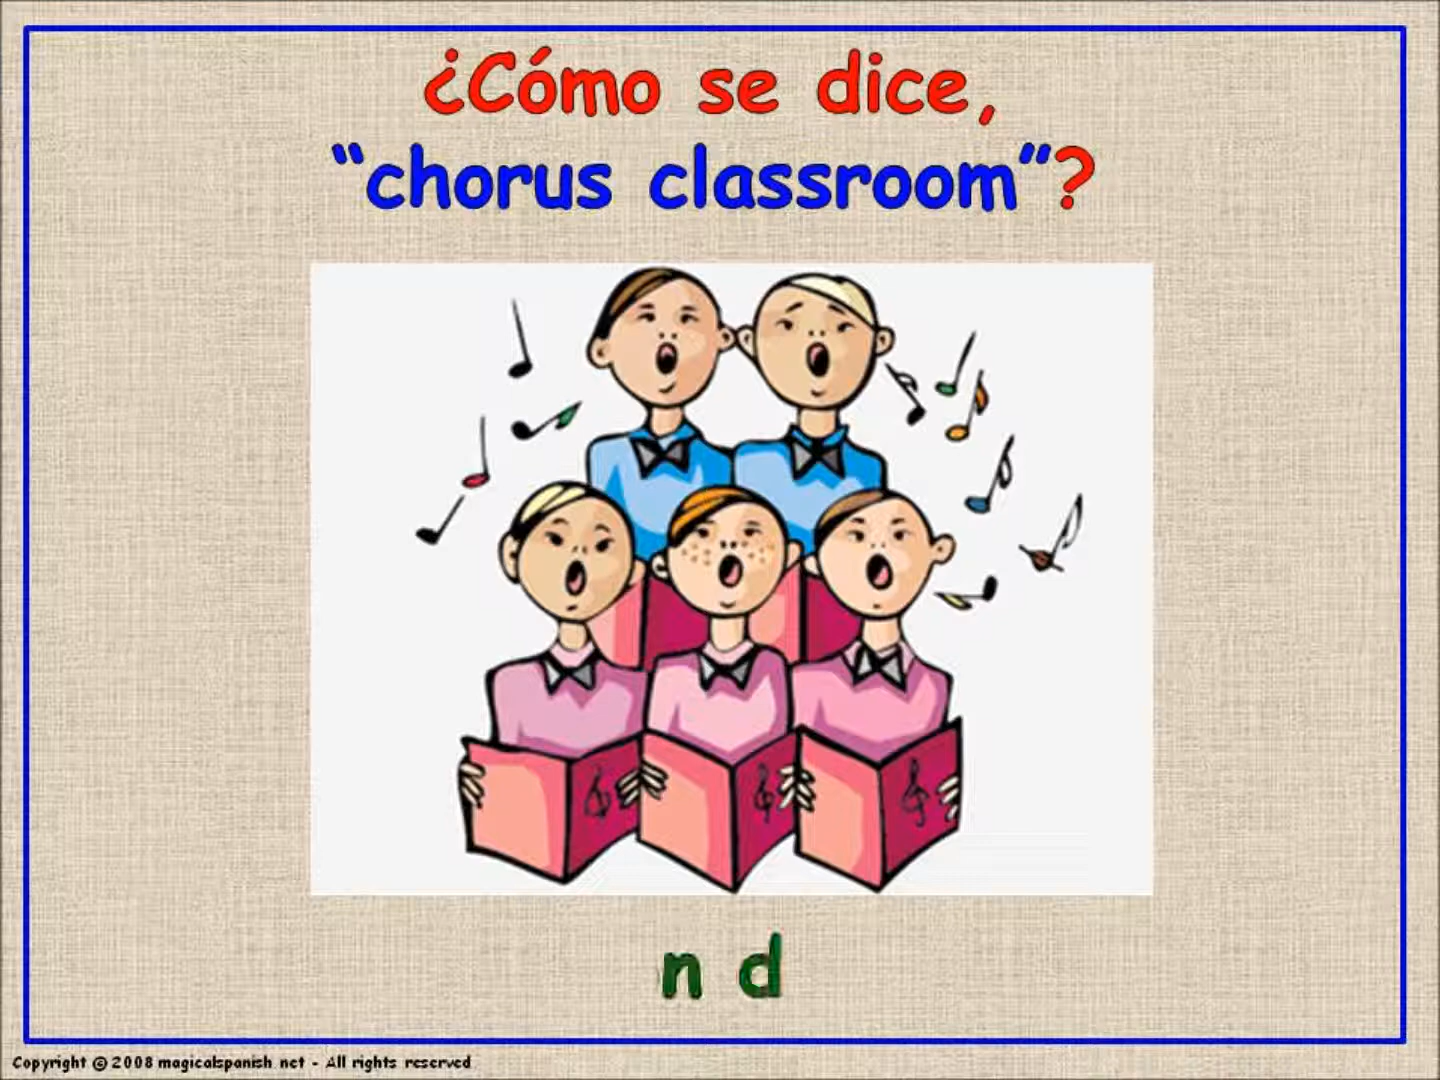 ¿Cómo se dice,
“chorus classroom”?
n d
Copyright © 2008 magicalspanish.net - All rights reserved